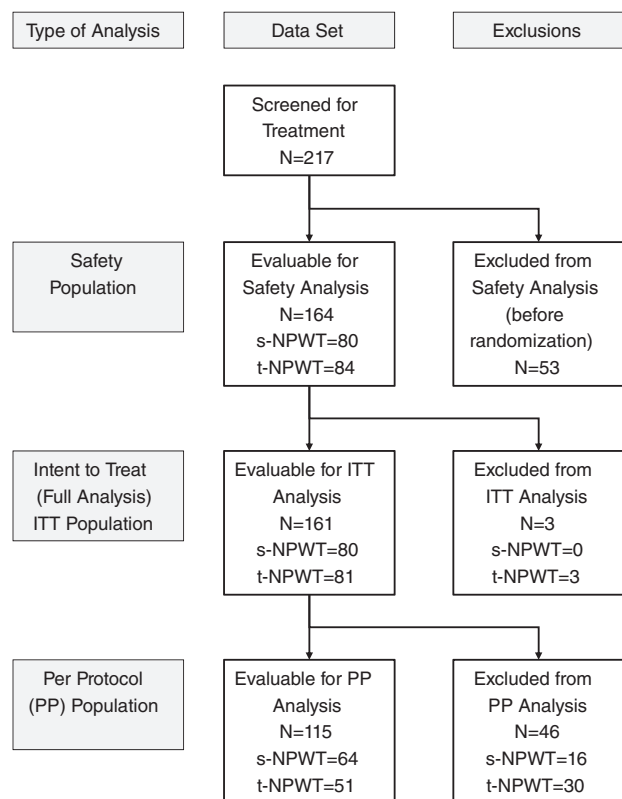 Type of Analysis
Data Set
Exclusions
Screened for
Treatment
N=217
Safety
Population
Evaluable for
Safety Analysis
N=164
s-NPWT=80
t-NPWT=84
Excluded from
Safety Analysis
(before
randomization)
N=53
Intent to Treat
(Full Analysis)
ITT Population
Evaluable for ITT
Analysis
N=161
s-NPWT=80
t-NPWT=81
Excluded from
ITT Analysis
N=3
s-NPWT=0
t-NPWT=3
Per Protocol
(PP) Population
Evaluable for PP
Analysis
N=115
s-NPWT=64
t-NPWT=51
Excluded from
PP Analysis
N=46
s-NPWT=16
t-NPWT=30